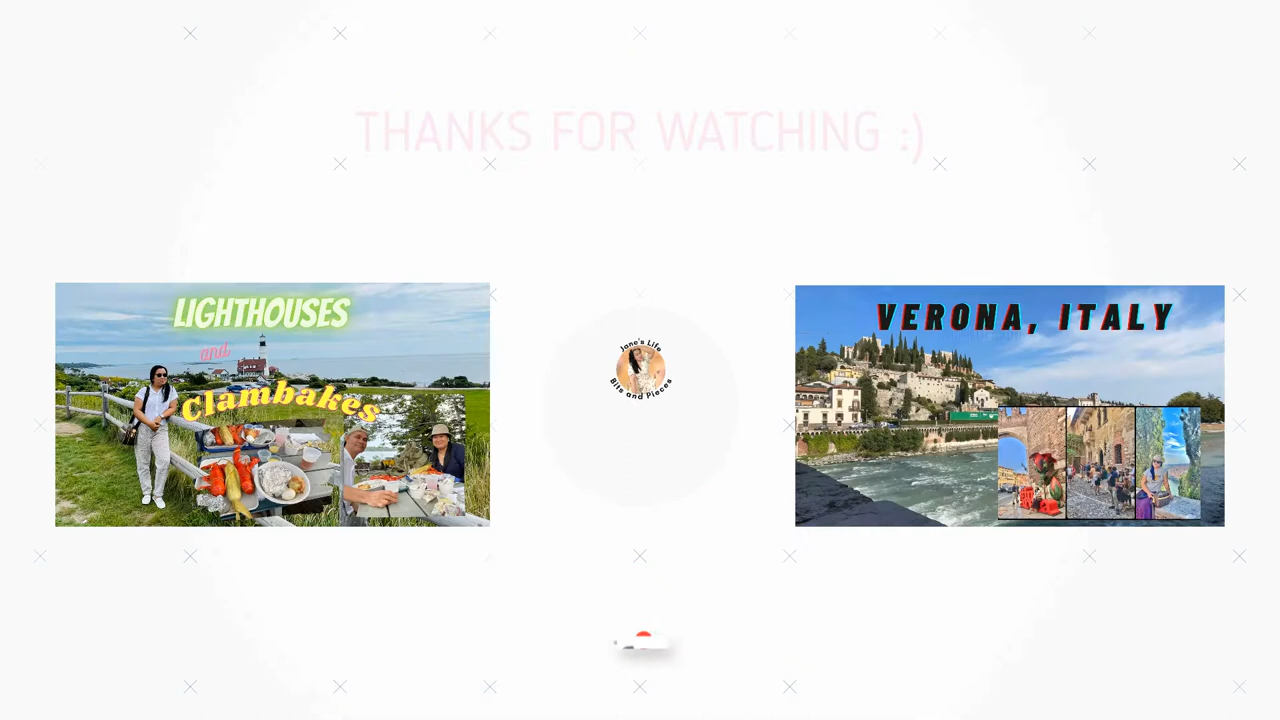 THANKS FOR WATCHING :)
LIGHTHOUSES
and
Clambakes
Jane's Life
Bits and Pieces
VERONA, ITALY